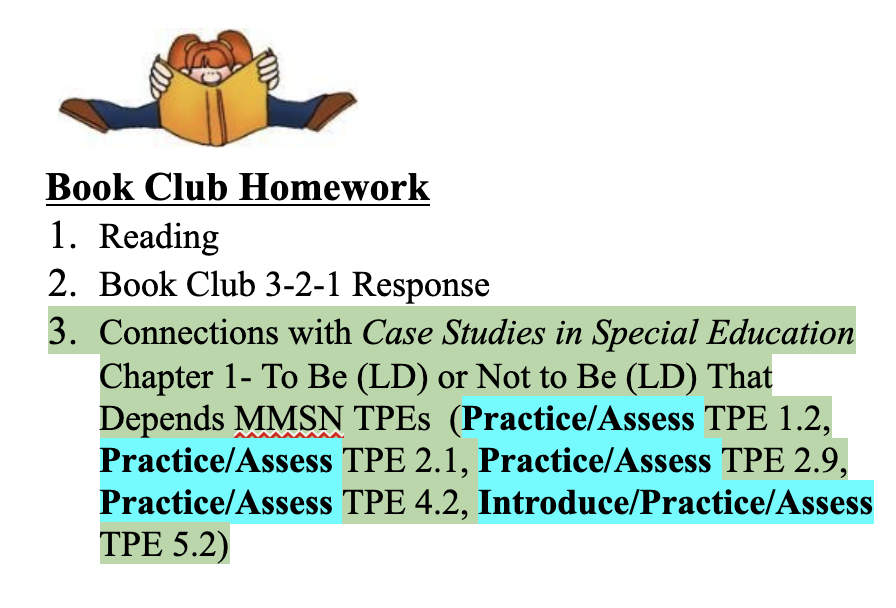 Book Club Homework
1. Reading
2. Book Club 3-2-1 Response
3. Connections with Case Studies in Special Education
Chapter 1- To Be (LD) or Not to Be (LD) That
Depends MMSN TPEs (Practice/Assess TPE 1.2,
Practice/Assess TPE 2.1, Practice/Assess TPE 2.9,
Practice/Assess TPE 4.2, Introduce/Practice/Assess
TPE 5.2)